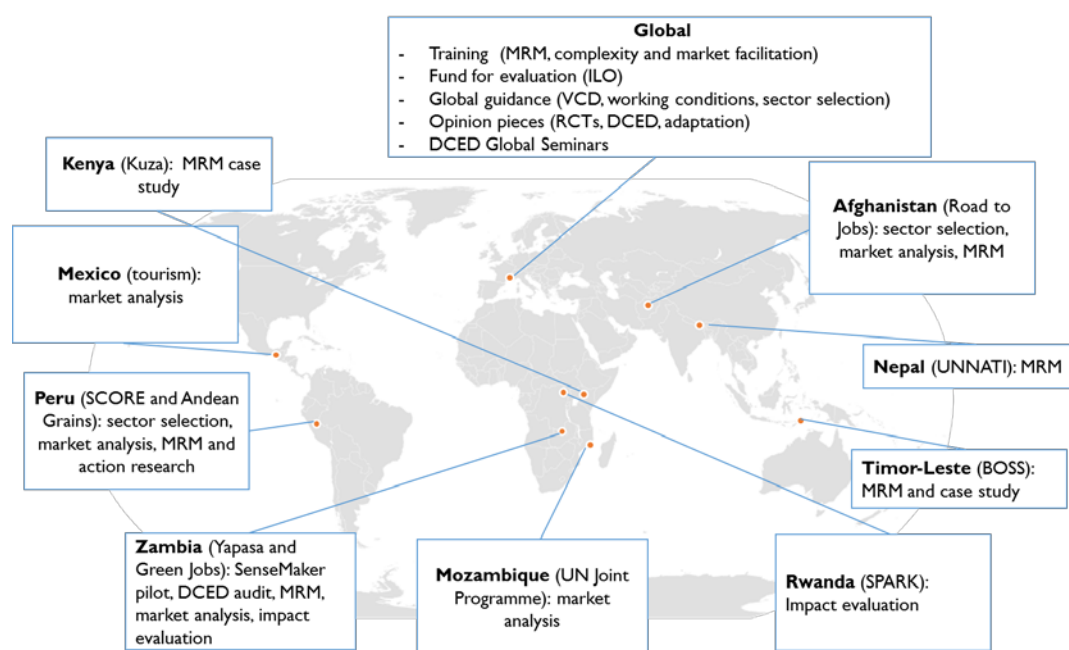 Global
- Training (MRM, complexity and market facilitation)
- Fund for evaluation (ILO)
- Global guidance (VCD, working conditions, sector selection)
- Opinion pieces (RCTs, DCED, adaptation)
- DCED Global Seminars
Kenya (Kuza): MRM case
study
Afghanistan (Road to
Jobs): sector selection,
market analysis, MRM
Mexico (tourism):
market analysis
Nepal (UNNATI): MRM
Peru (SCORE and Andean
Grains): sector selection,
market analysis, MRM and
action research
Timor-Leste (BOSS):
MRM and case study
Zambia (Yapasa and
Green Jobs): SenseMaker
pilot, DCED audit, MRM,
market analysis, impact
evaluation
Mozambique (UN Joint
Programme): market
analysis
Rwanda (SPARK):
Impact evaluation